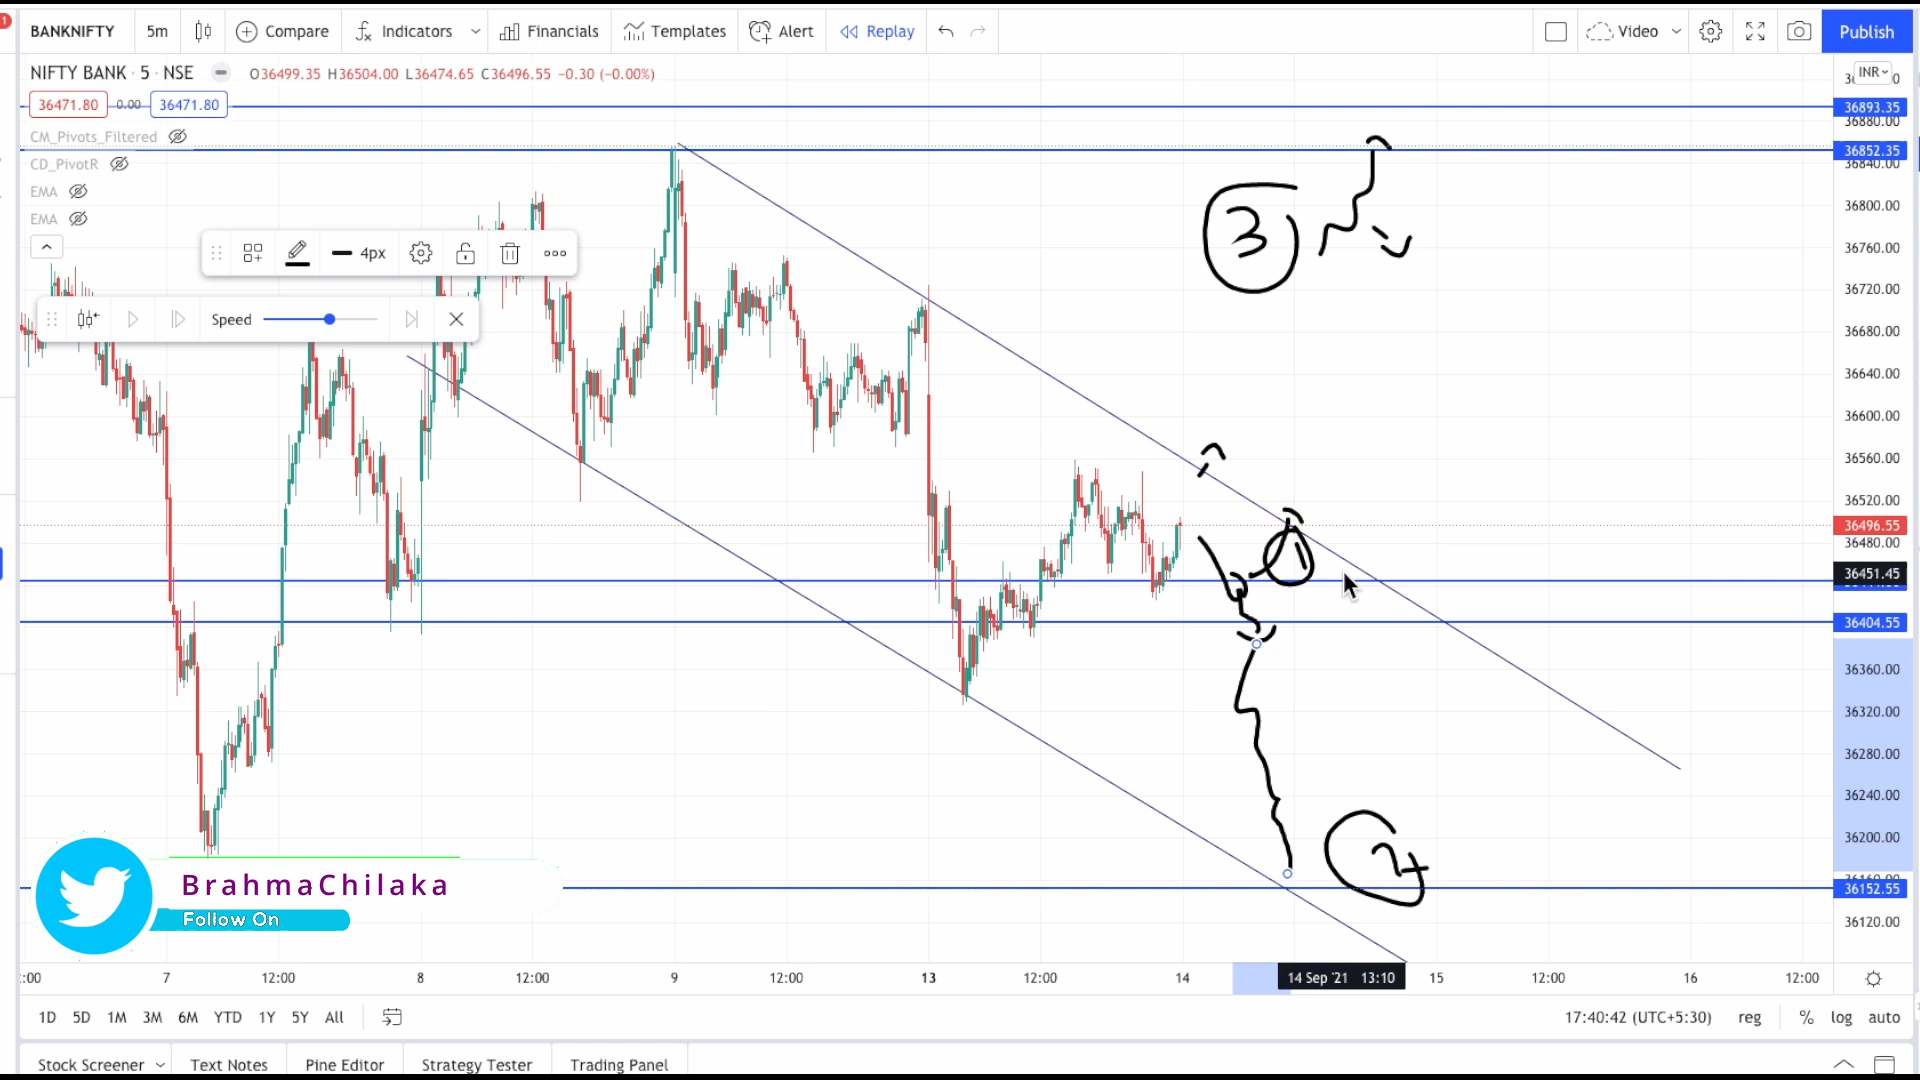 1
BANKNIFTY 5m Compare Indicators Financials Templates Alert Replay Video Publish
NIFTY BANK · 5 · NSE O36499.35 H36504.00 L36474.65 C36496.55 −0.30 (−0.00%) INR
36471.80 0.00 36471.80
CM_Pivots_Filtered
CD_PivotR
EMA
EMA
4px
Speed
36893.35
36880.00
36852.35
36840.00
36800.00
36760.00
36720.00
36680.00
36640.00
36600.00
36560.00
36520.00
36496.55
36480.00
36451.45
36404.55
36360.00
36320.00
36280.00
36240.00
36200.00
36152.55
36120.00
3
1
2
BrahmaChilaka
Follow On
:00 7 12:00 8 12:00 9 12:00 13 12:00 14 14 Sep '21 13:10 15 12:00 16 12:00
1D 5D 1M 3M 6M YTD 1Y 5Y All 17:40:42 (UTC+5:30) reg % log auto
Stock Screener Text Notes Pine Editor Strategy Tester Trading Panel